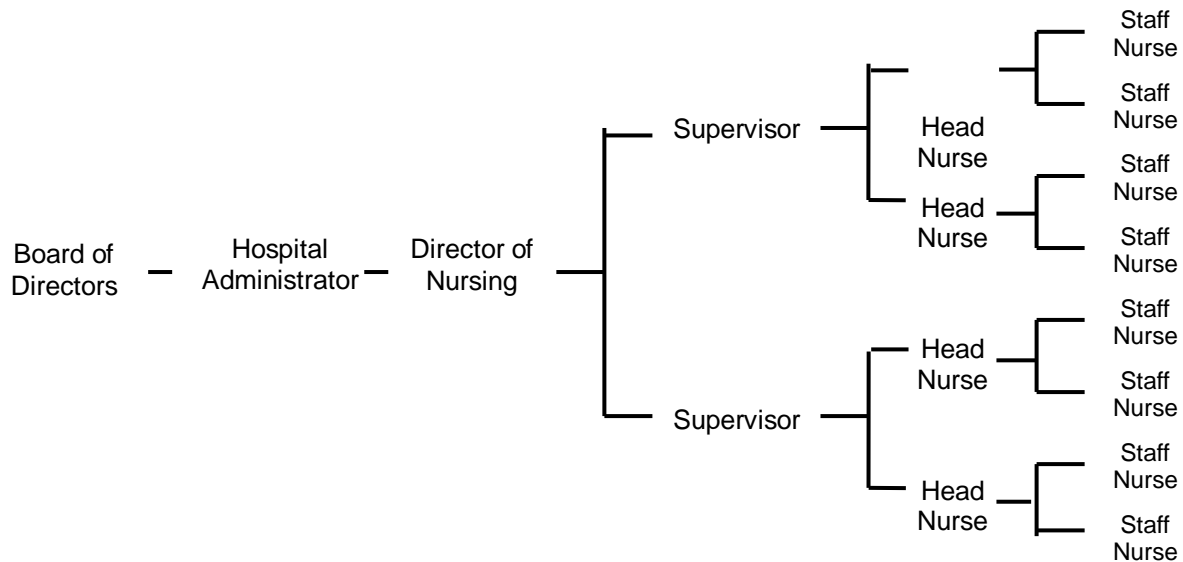 Board of
Directors
Hospital
Administrator
Director of
Nursing
Supervisor
Supervisor
Head
Nurse
Head
Nurse
Head
Nurse
Head
Nurse
Staff
Nurse
Staff
Nurse
Staff
Nurse
Staff
Nurse
Staff
Nurse
Staff
Nurse
Staff
Nurse
Staff
Nurse